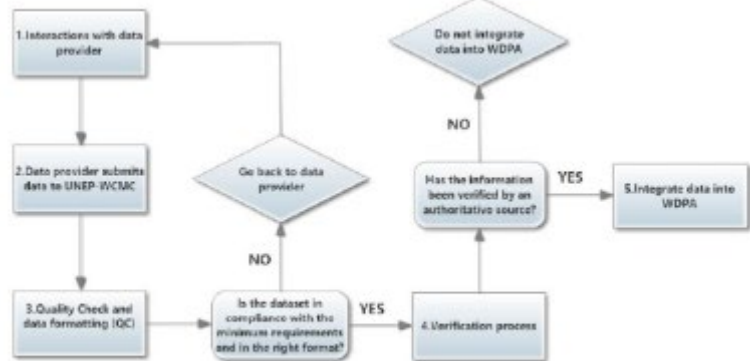 1.Interactions with data
provider
2.Data provider submits
data to UNEP-WCMC
3.Quality Check and
data formatting (QC)
Go back to data
provider
NO
Is the dataset in
compliance with the
minimum requirements
and in the right format?
YES
4.Verification process
Has the information
been verified by an
authoritative source?
NO
Do not integrate
data into WDPA
YES
5.Integrate data into
WDPA